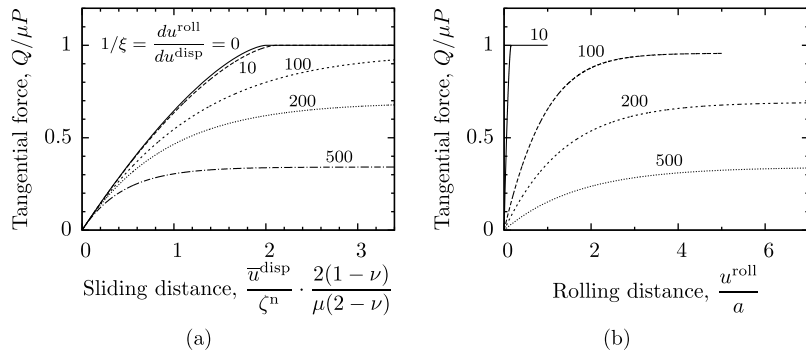 Tangential force, Q/μP
1
0.5
0
1/ξ = du^roll / du^disp = 0
10
100
200
500
0 1 2 3
Sliding distance, u̅^disp / ζ^n · 2(1 − ν) / μ(2 − ν)
(a)
Tangential force, Q/μP
1
0.5
0
10
100
200
500
0 2 4 6
Rolling distance, u^roll / a
(b)